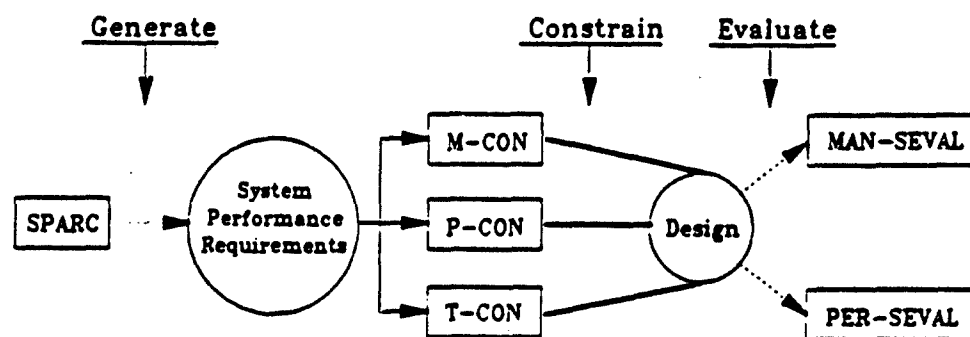 Generate
Constrain
Evaluate
M-CON
MAN-SEVAL
SPARC
System
Performance
Requirements
P-CON
Design
T-CON
PER-SEVAL